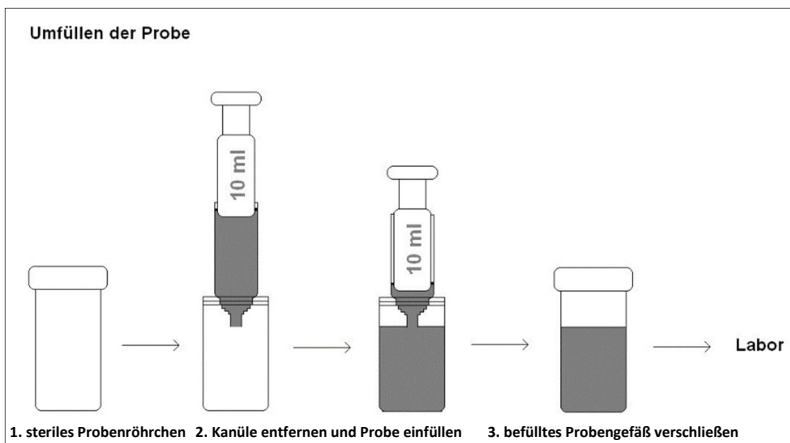 Umfüllen der Probe
10 ml
10 ml
Labor
1. steriles Probenröhrchen 2. Kanüle entfernen und Probe einfüllen 3. befülltes Probengefäß verschließen